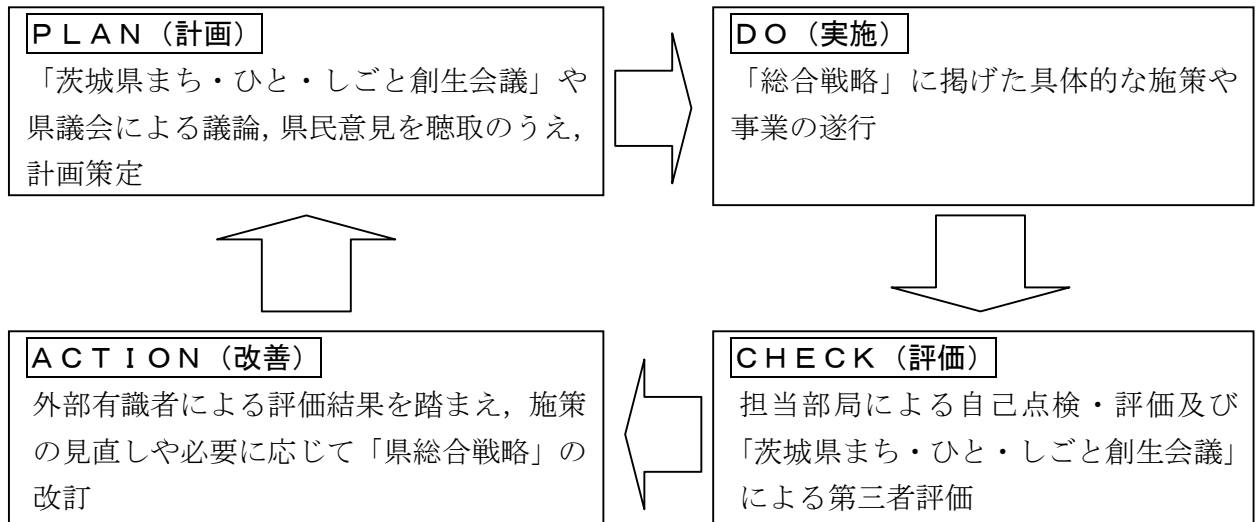 PLAN(計画)
「茨城県まち・ひと・しごと創生会議」や
県議会による議論,県民意見を聴取のうえ,
計画策定
DO(実施)
「総合戦略」に掲げた具体的な施策や
事業の遂行
ACTION(改善)
外部有識者による評価結果を踏まえ,施策
の見直しや必要に応じて「県総合戦略」の
改訂
CHECK(評価)
担当部局による自己点検・評価及び
「茨城県まち・ひと・しごと創生会議」
による第三者評価